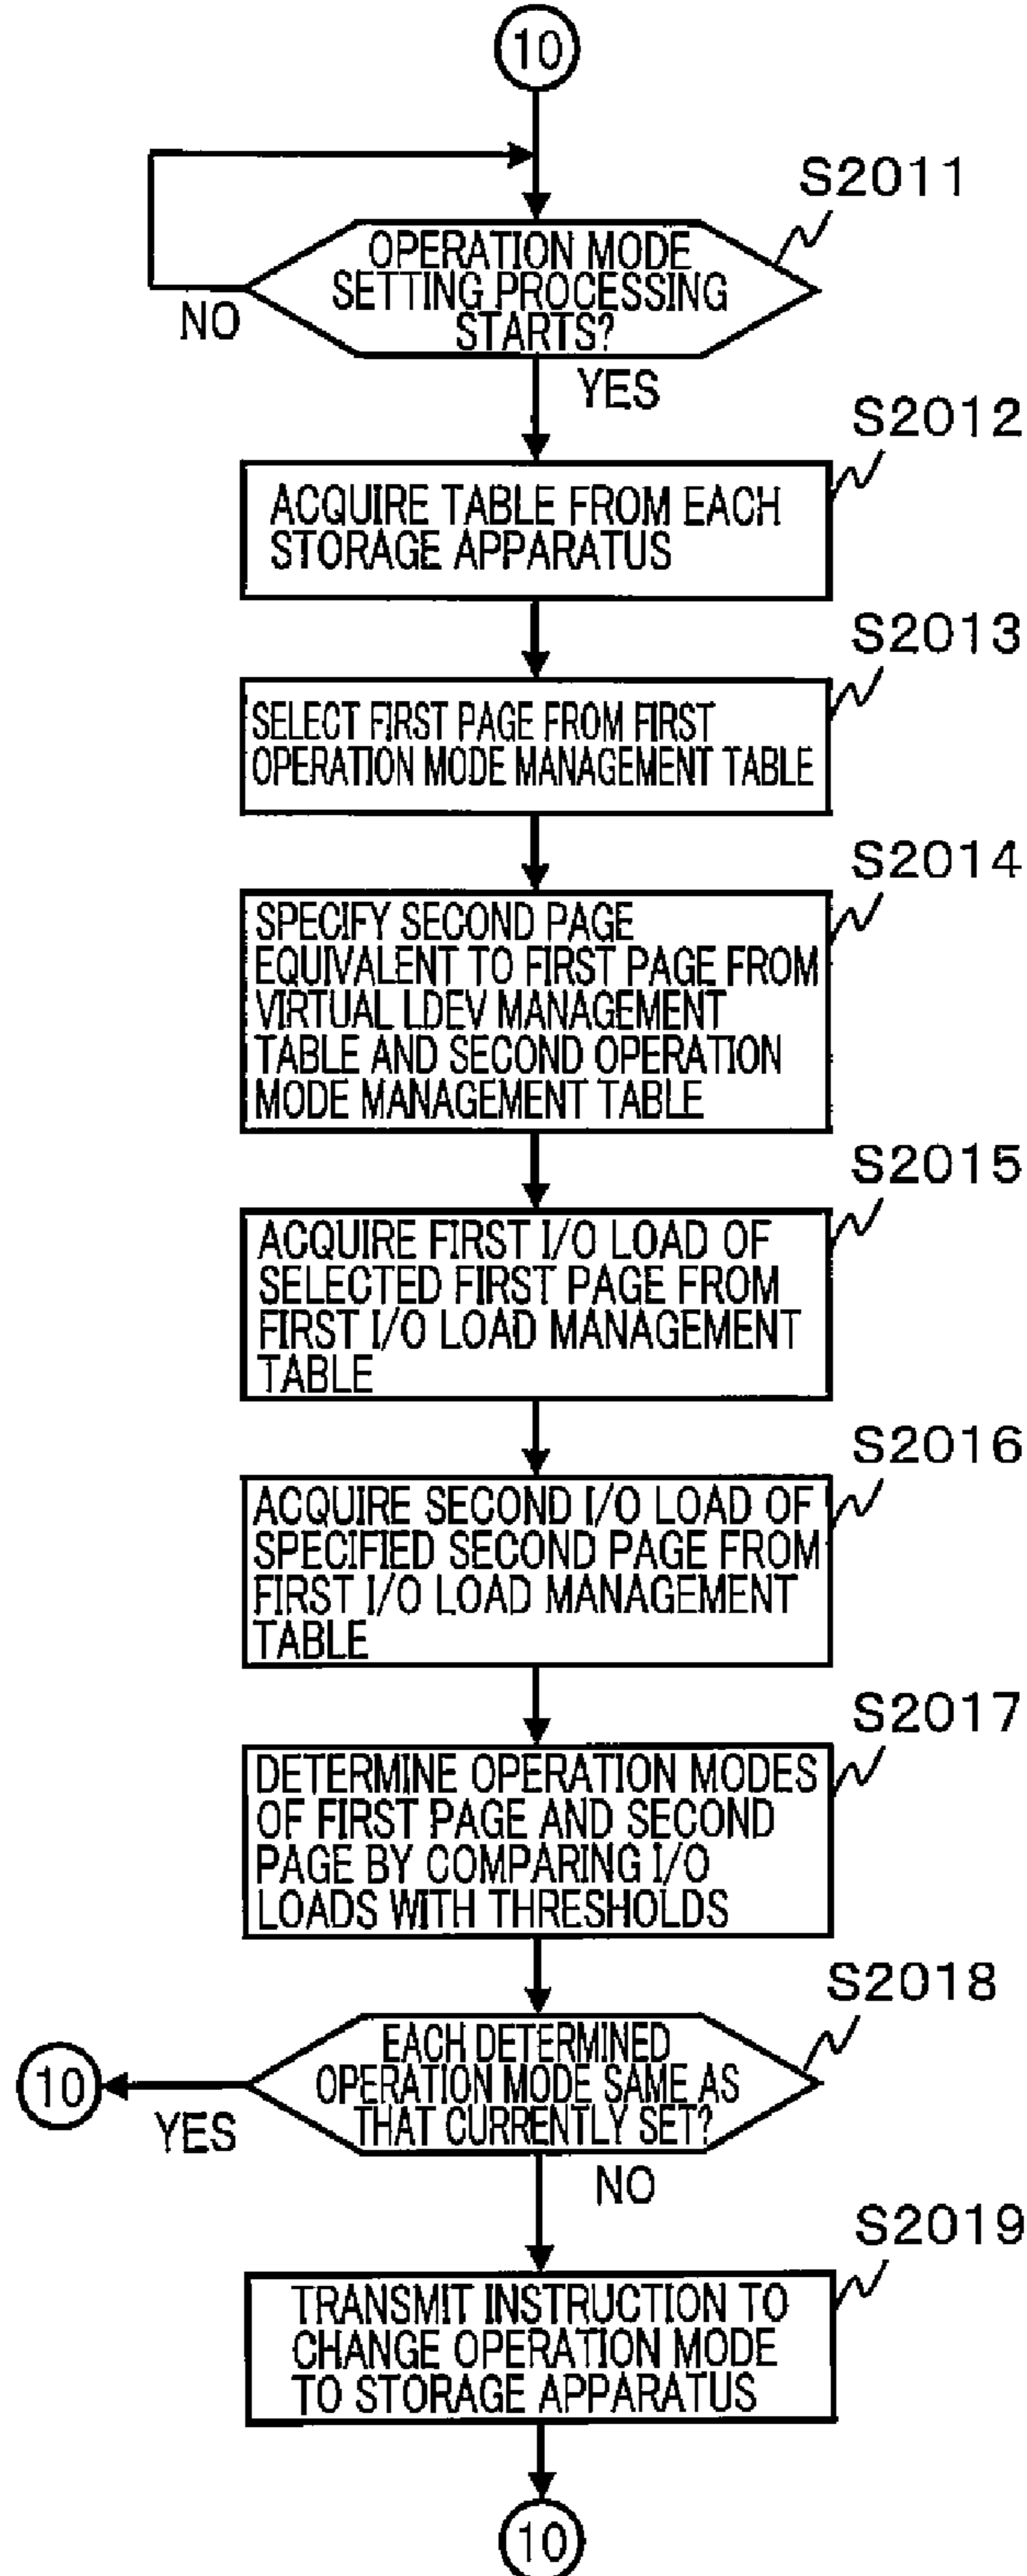 10
S2011
OPERATION MODE
SETTING PROCESSING
STARTS?
NO
YES
S2012
ACQUIRE TABLE FROM EACH
STORAGE APPARATUS
S2013
SELECT FIRST PAGE FROM FIRST
OPERATION MODE MANAGEMENT TABLE
S2014
SPECIFY SECOND PAGE
EQUIVALENT TO FIRST PAGE FROM
VIRTUAL LDEV MANAGEMENT
TABLE AND SECOND OPERATION
MODE MANAGEMENT TABLE
S2015
ACQUIRE FIRST I/O LOAD OF
SELECTED FIRST PAGE FROM
FIRST I/O LOAD MANAGEMENT
TABLE
S2016
ACQUIRE SECOND I/O LOAD OF
SPECIFIED SECOND PAGE FROM
FIRST I/O LOAD MANAGEMENT
TABLE
S2017
DETERMINE OPERATION MODES
OF FIRST PAGE AND SECOND
PAGE BY COMPARING I/O
LOADS WITH THRESHOLDS
S2018
EACH DETERMINED
OPERATION MODE SAME AS
THAT CURRENTLY SET?
10
YES
NO
S2019
TRANSMIT INSTRUCTION TO
CHANGE OPERATION MODE
TO STORAGE APPARATUS
10